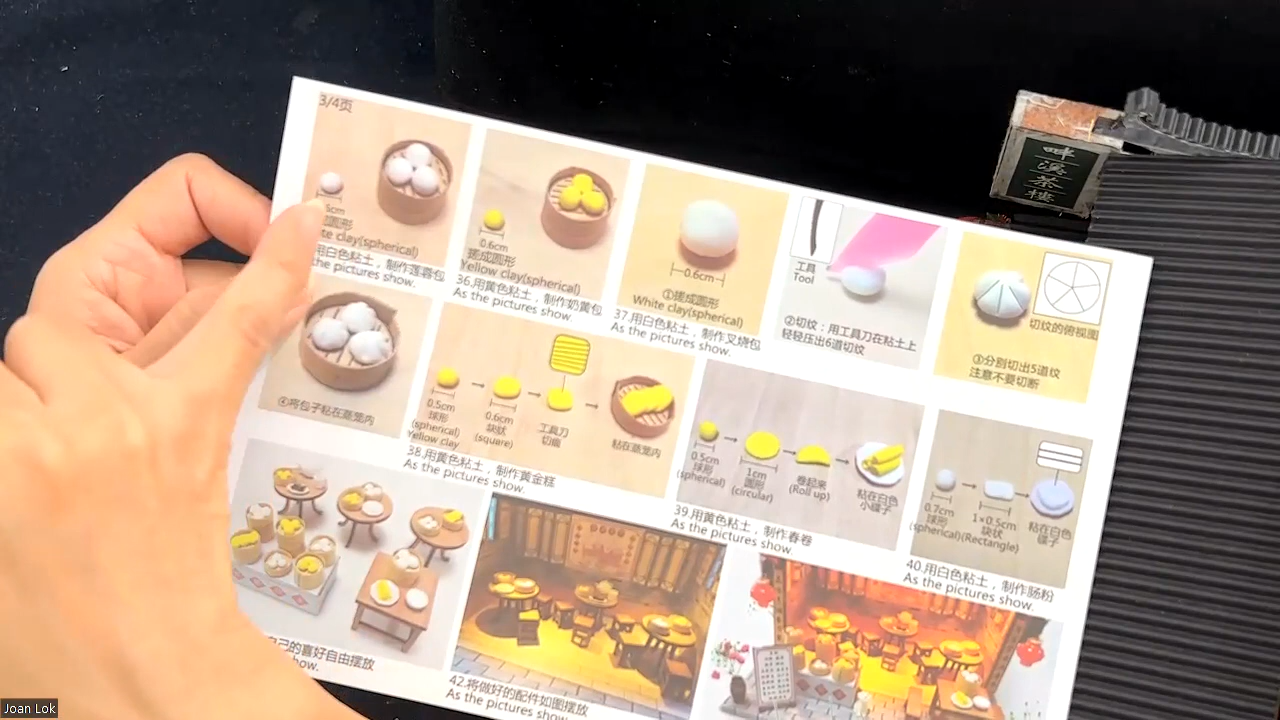 3/4页
5cm
圆形
te clay(spherical)
用白色粘土，制作莲蓉包
the pictures show.
0.6cm
搓成圆形
Yellow clay(spherical)
36.用黄色粘土，制作奶黄包
As the pictures show.
0.6cm
①搓成圆形
White clay(spherical)
37.用白色粘土，制作叉烧包
As the pictures show.
工具
Tool
②切纹：用工具刀在粘土上
轻轻压出6道切纹
切纹的俯视图
③分别切出5道纹
注意不要切断
④将包子粘在蒸笼内
0.5cm
球形
(spherical)
Yellow clay
0.6cm
块状
(square)
工具刀
切痕
粘在蒸笼内
38.用黄色粘土，制作黄金糕
As the pictures show.
0.5cm
球形
(spherical)
1cm
圆形
(circular)
卷起来
(Roll up)
粘在白色
小碟子
39.用黄色粘土，制作春卷
As the pictures show.
0.7cm
球形
(spherical)
1×0.5cm
块状
(Rectangle)
粘在白色
碟子
40.用白色粘土，制作肠粉
As the pictures show.
自己的喜好自由摆放
show.
42.将做好的配件如图摆放
As the pictures show
畔溪茶楼
Joan Lok